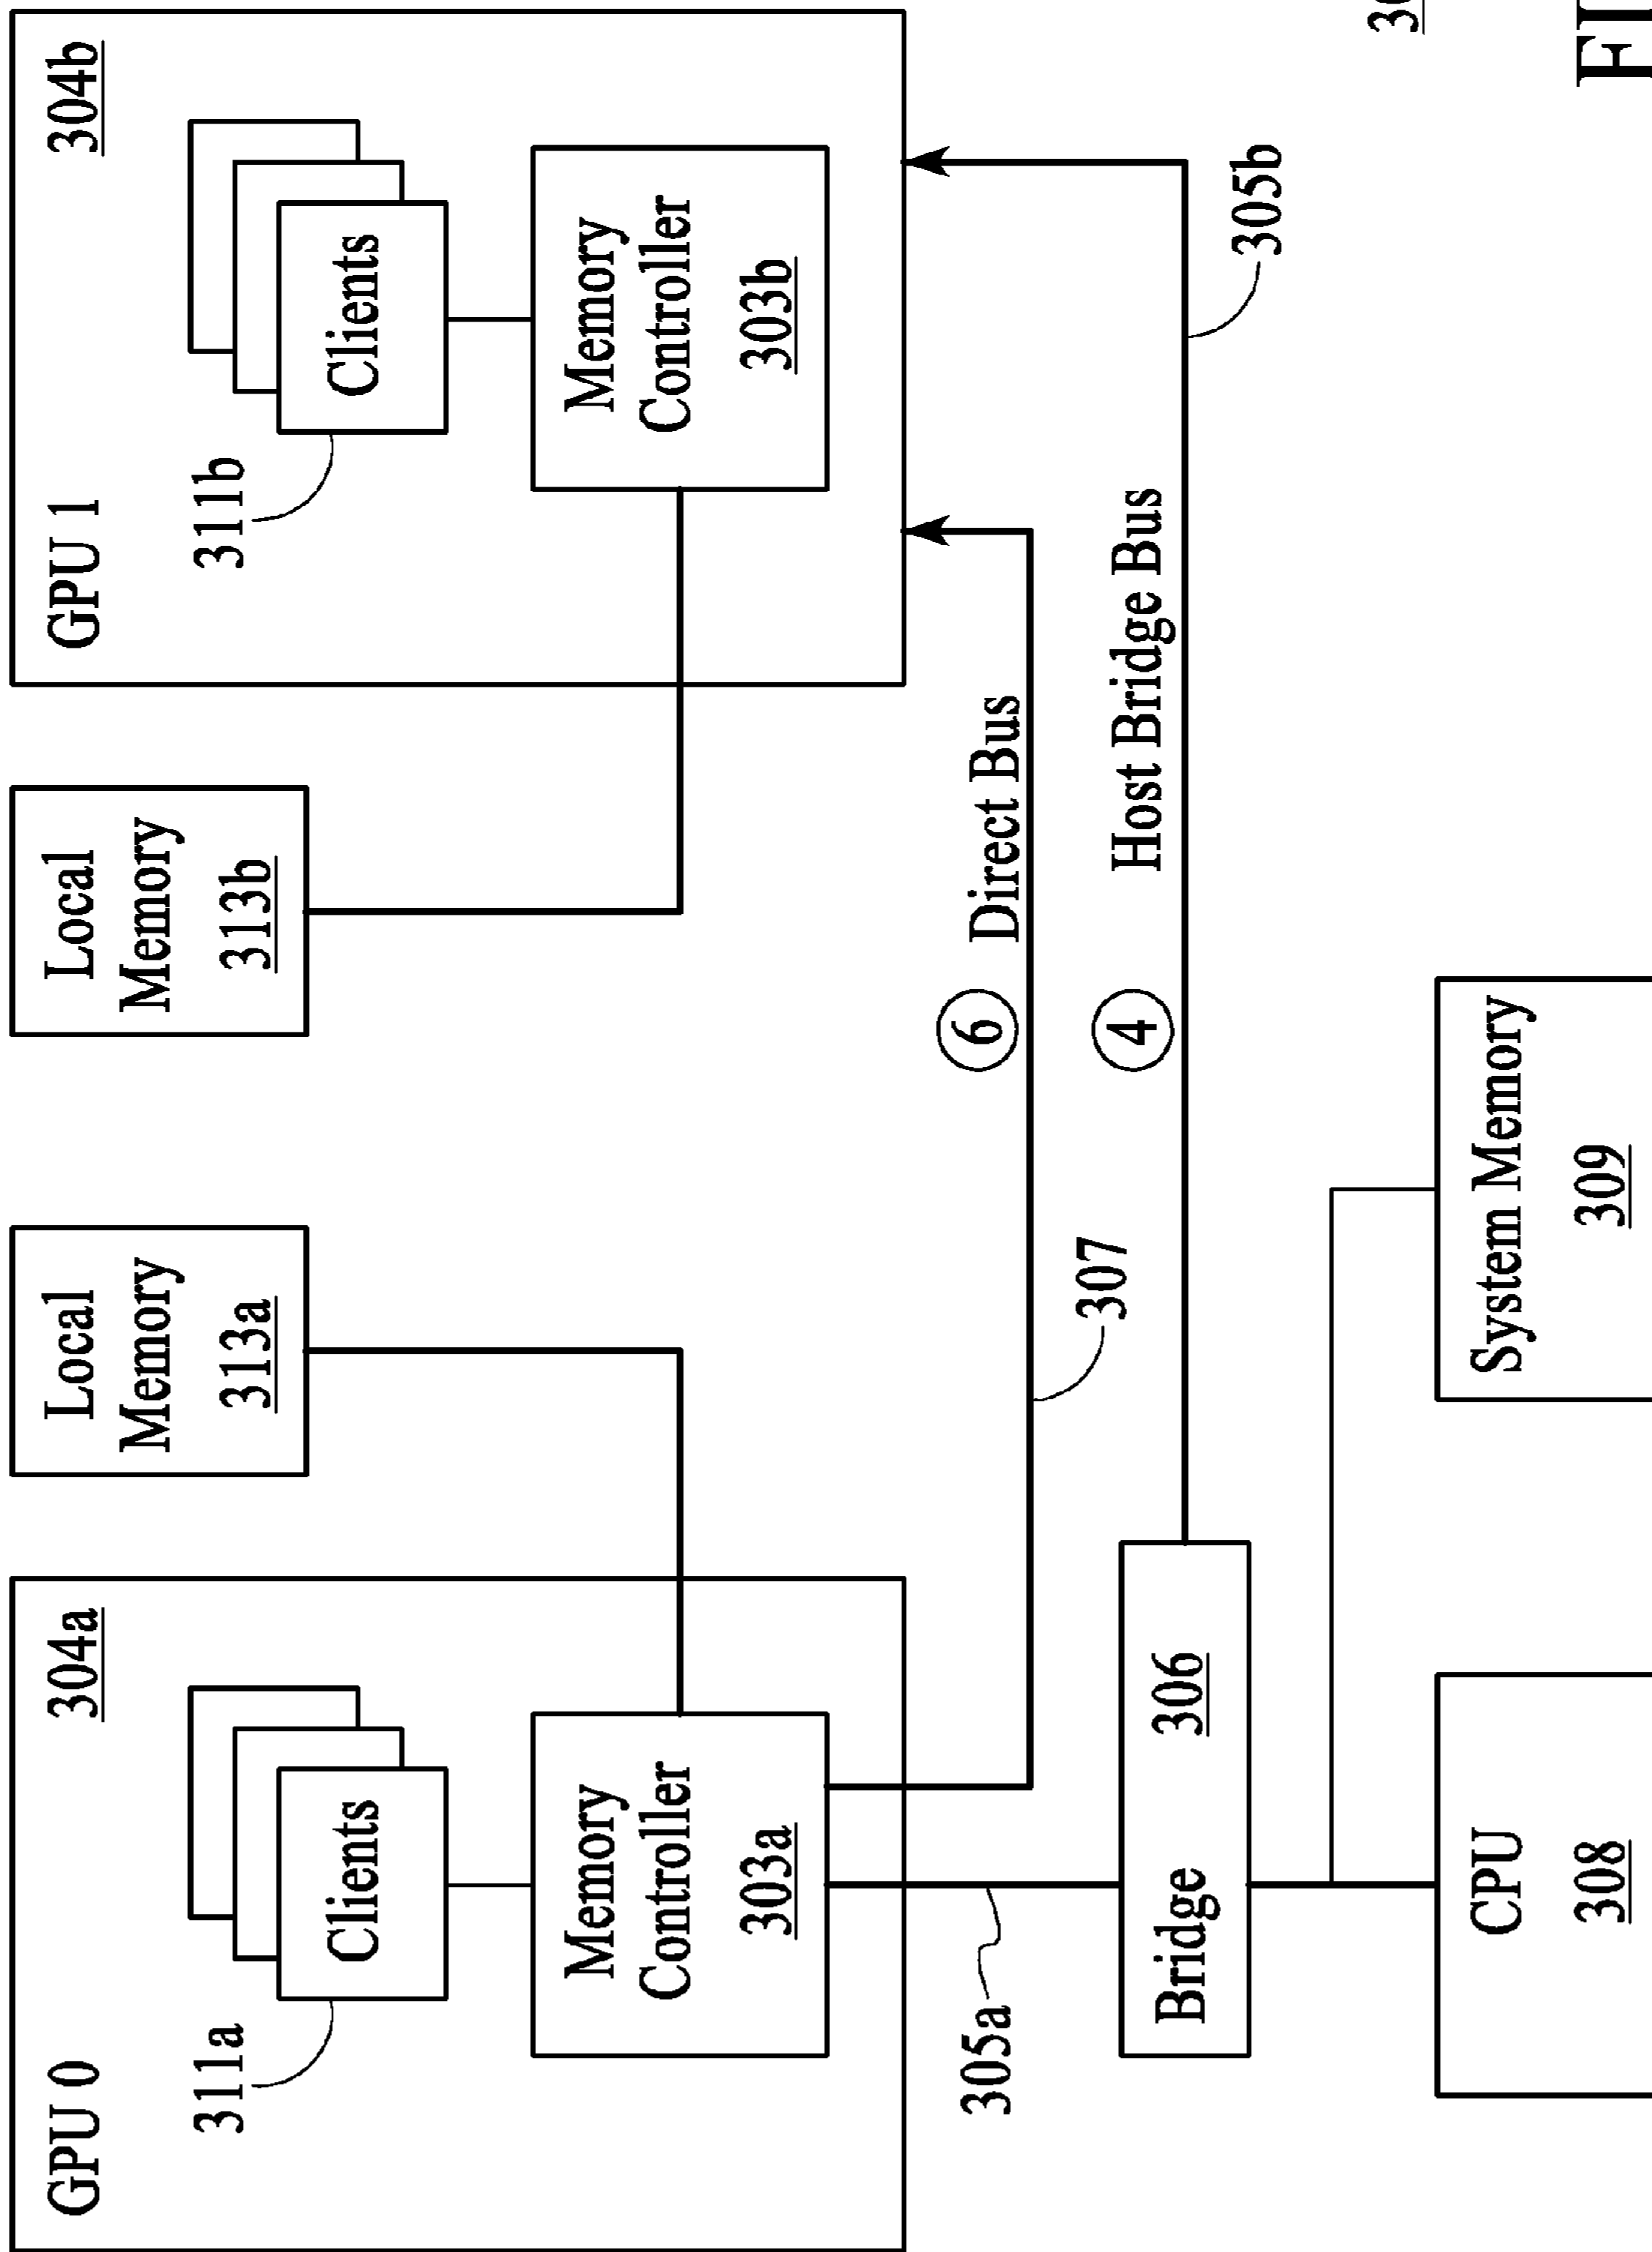 GPU 0
304a
311a
Clients
Memory
Controller
303a
Local
Memory
313a
Local
Memory
313b
GPU 1
304b
311b
Clients
Memory
Controller
303b
6
Direct Bus
4
Host Bridge Bus
305a
307
305b
Bridge
306
CPU
308
System Memory
309